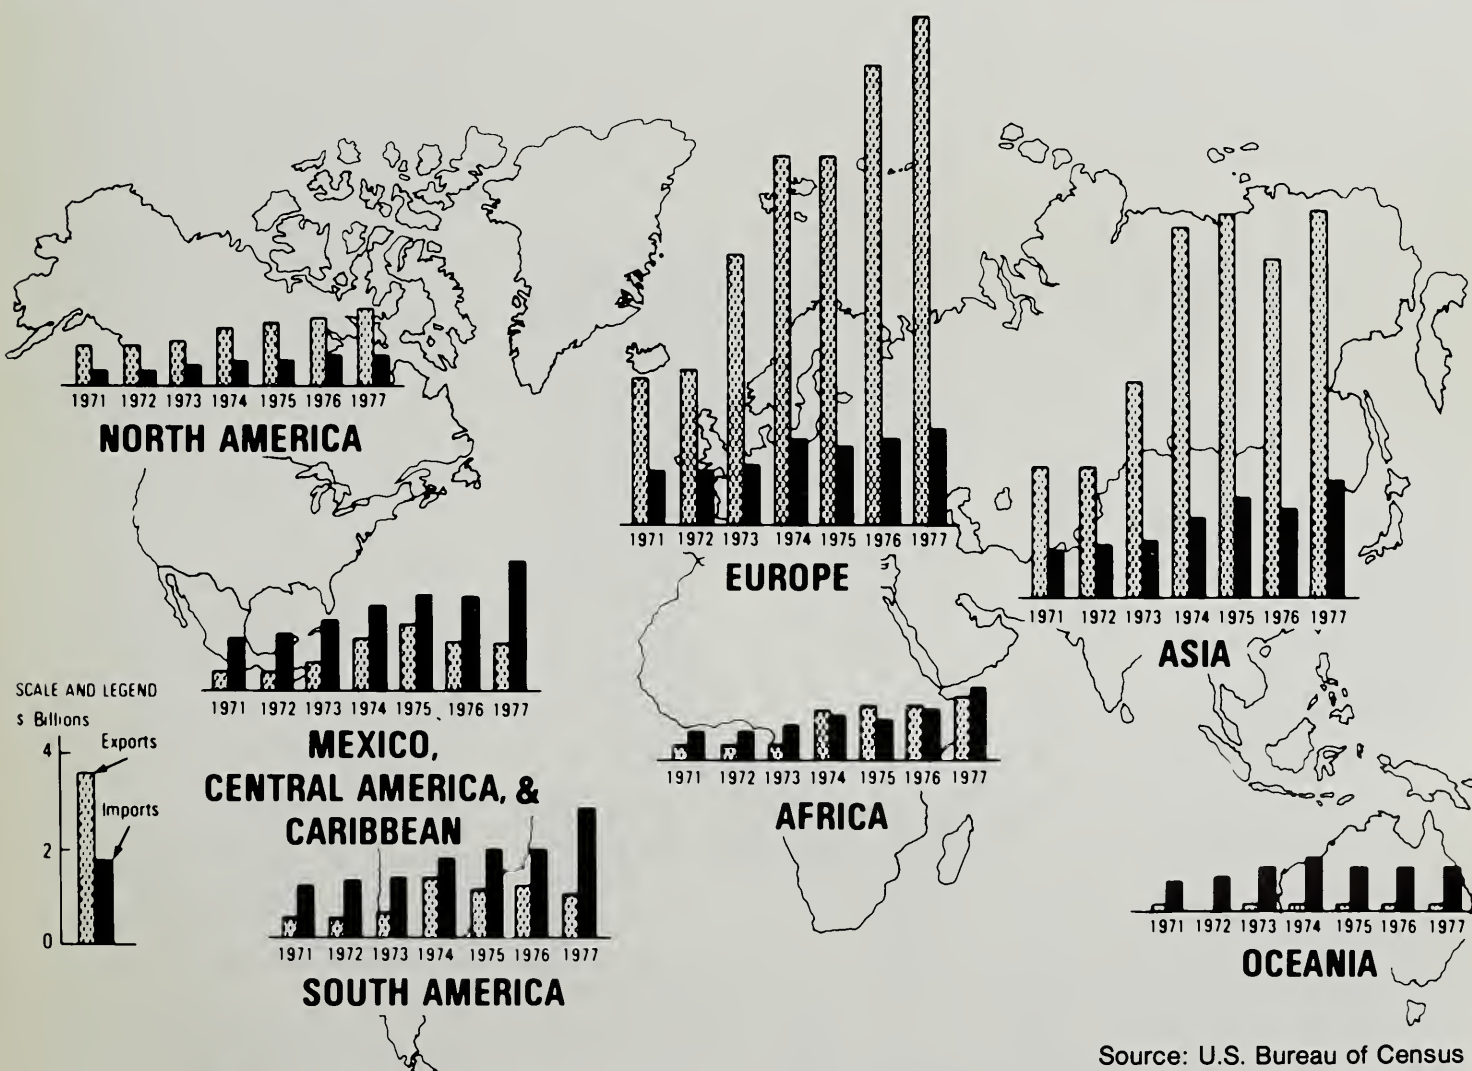 1971 1972 1973 1974 1975 1976 1977
NORTH AMERICA
1971 1972 1973 1974 1975 1976 1977
EUROPE
1971 1972 1973 1974 1975 1976 1977
ASIA
1971 1972 1973 1974 1975 1976 1977
MEXICO,
CENTRAL AMERICA, &
CARIBBEAN
SCALE AND LEGEND
$ Billions
4
Exports
Imports
2
0
1971 1972 1973 1974 1975 1976 1977
AFRICA
1971 1972 1973 1974 1975 1976 1977
SOUTH AMERICA
1971 1972 1973 1974 1975 1976 1977
OCEANIA
Source: U.S. Bureau of Census